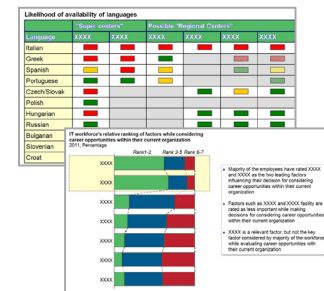 Likelihood of availability of languages
"Super centers" Possible "Regional Centers"
Language XXXX XXXX XXXX XXXX XXXX XXXX
Italian
Greek
Spanish
Portuguese
Czech/Slovak
Polish
Hungarian
Russian
Bulgarian
Slovenian
Croat
IT workforce's relative ranking of factors while considering
career opportunities within their current organization
2011; Percentage
Rank1-2 Rank 3-5 Rank 6-7
XXXX
XXXX
XXXX
XXXX
XXXX
XXXX
XXXX
Majority of the employees have rated XXXX
and XXXX as the two leading factors
influencing their decision for considering
career opportunities within their current
organization
Factors such as XXXX and XXXX facility are
rated as less important while making
decisions for considering career opportunities
within their current organization
XXXX is a relevant factor, but not the key
factor considered by majority of the workforce
while evaluating career opportunities with
their current organization